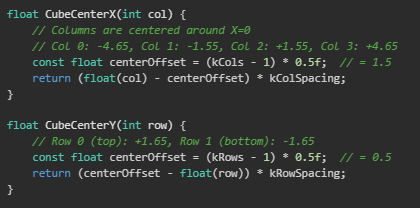 float CubeCenterX(int col) {
    // Columns are centered around X=0
    // Col 0: -4.65, Col 1: -1.55, Col 2: +1.55, Col 3: +4.65
    const float centerOffset = (kCols - 1) * 0.5f;  // = 1.5
    return (float(col) - centerOffset) * kColSpacing;
}

float CubeCenterY(int row) {
    // Row 0 (top): +1.65, Row 1 (bottom): -1.65
    const float centerOffset = (kRows - 1) * 0.5f;  // = 0.5
    return (centerOffset - float(row)) * kRowSpacing;
}